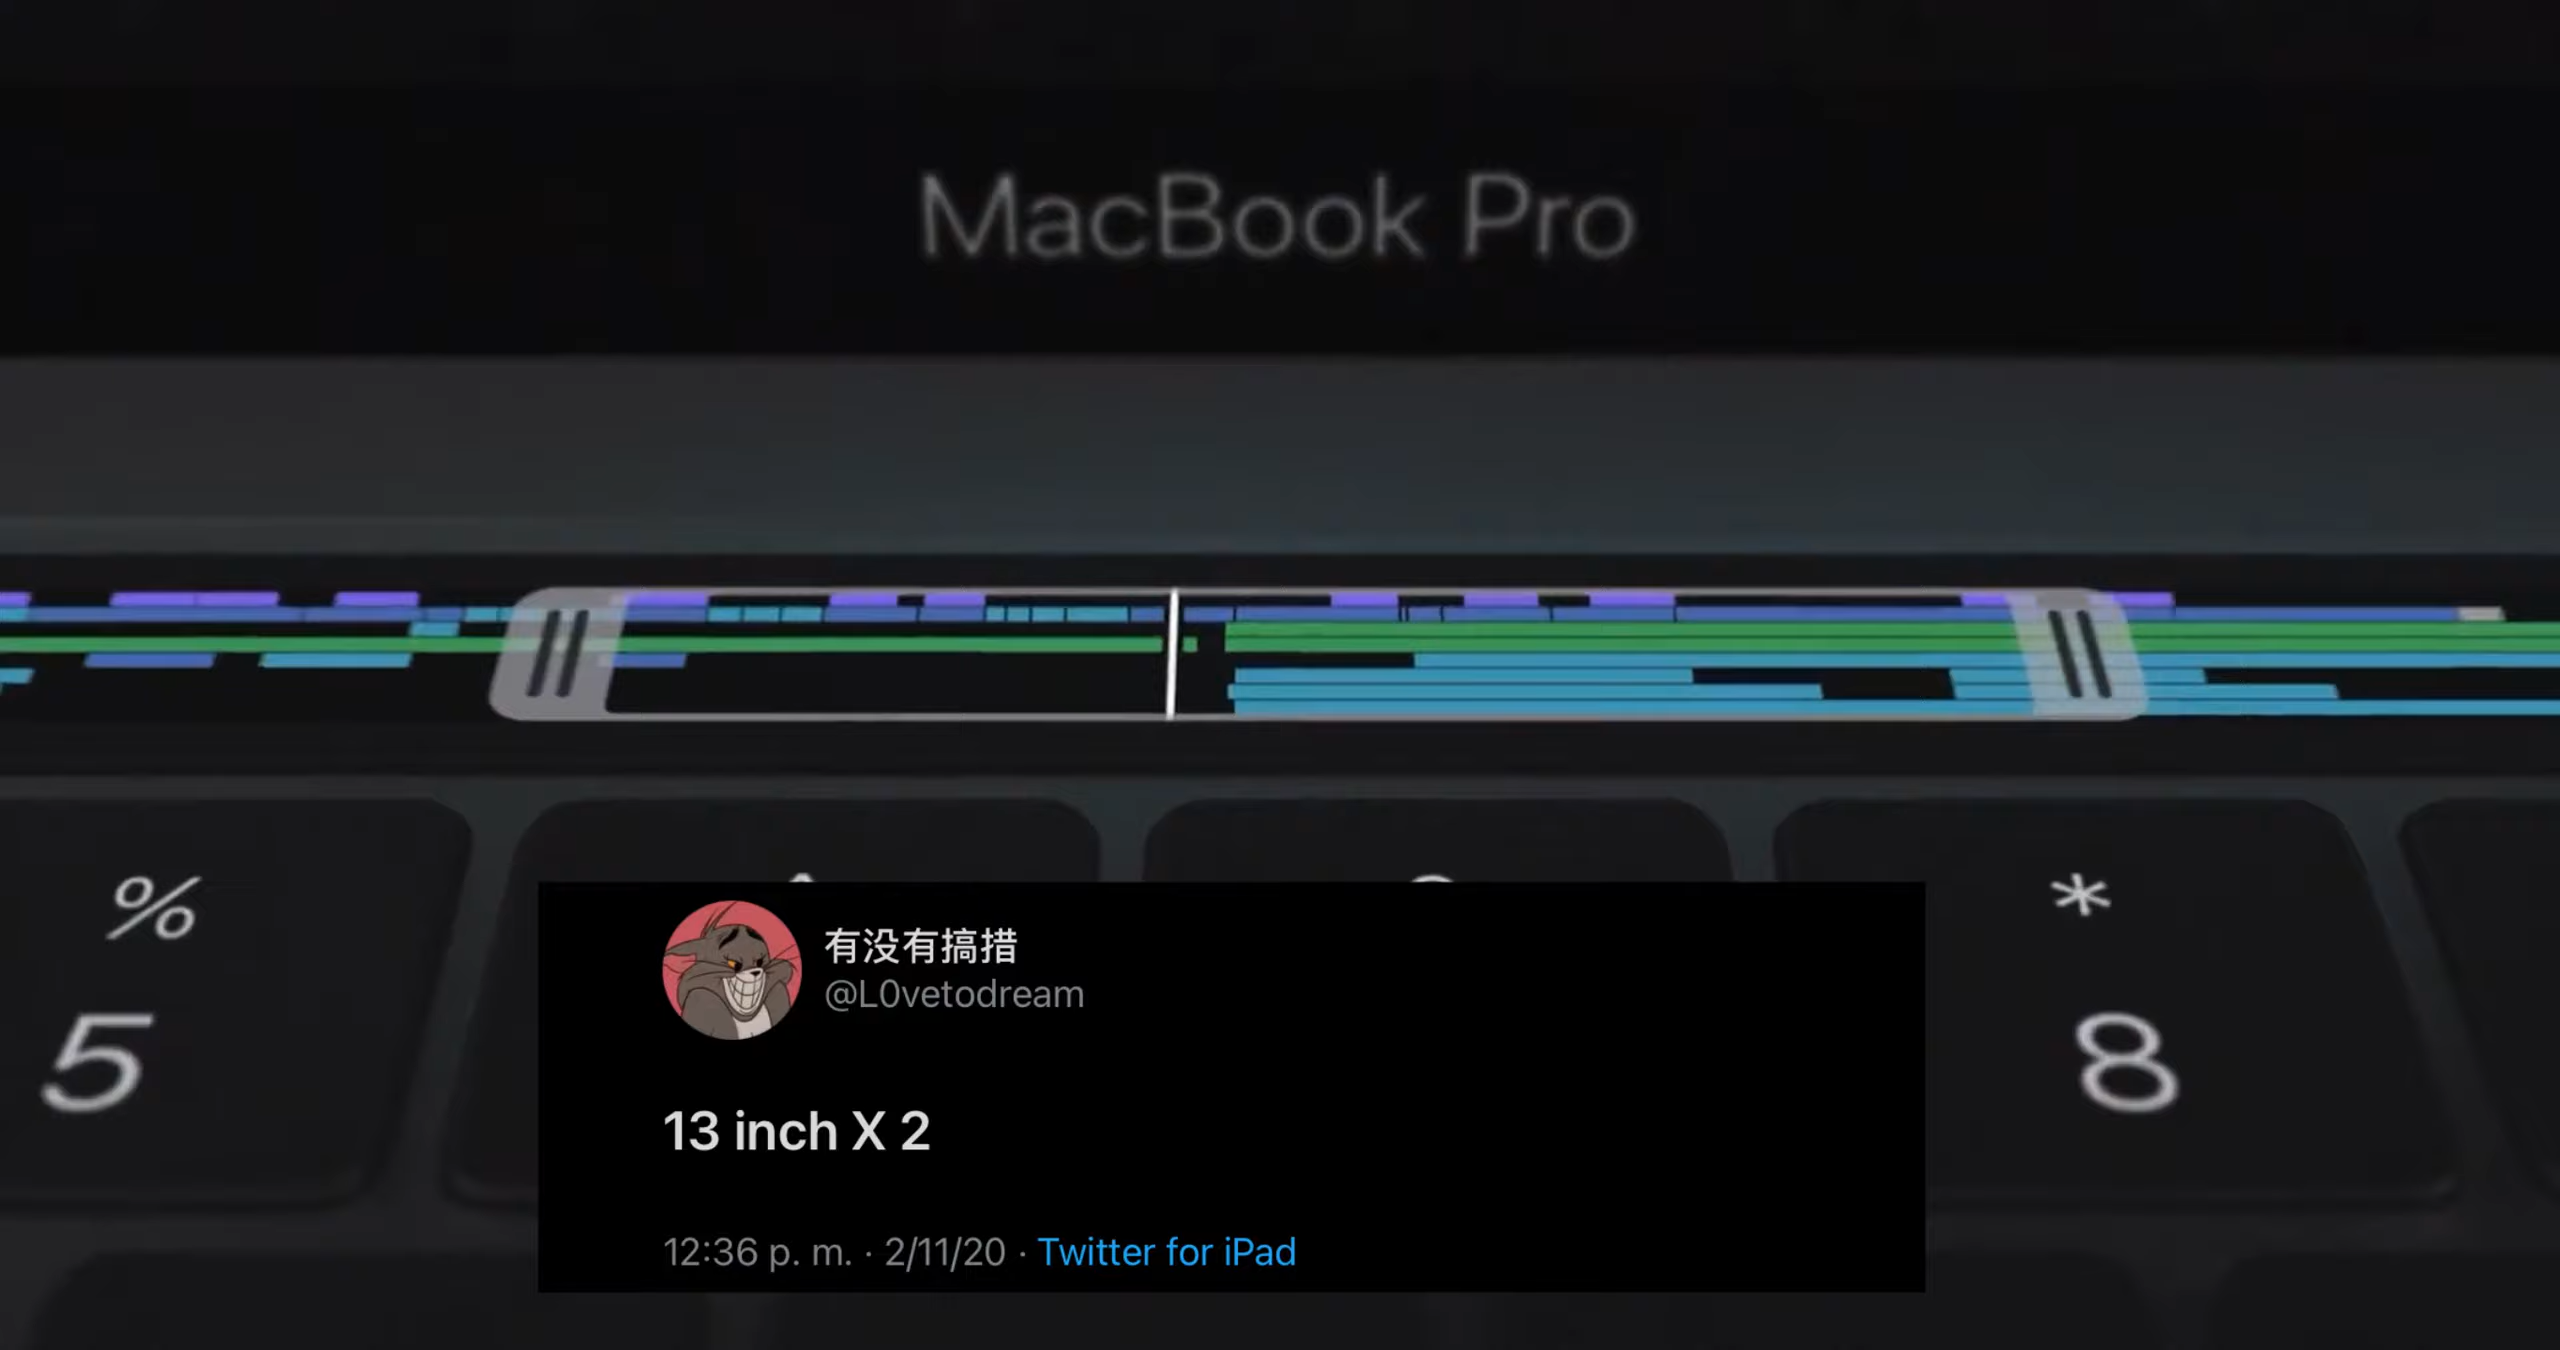 MacBook Pro
% *
5 8
有没有搞措
@L0vetodream
13 inch X 2
12:36 p. m. · 2/11/20 · Twitter for iPad